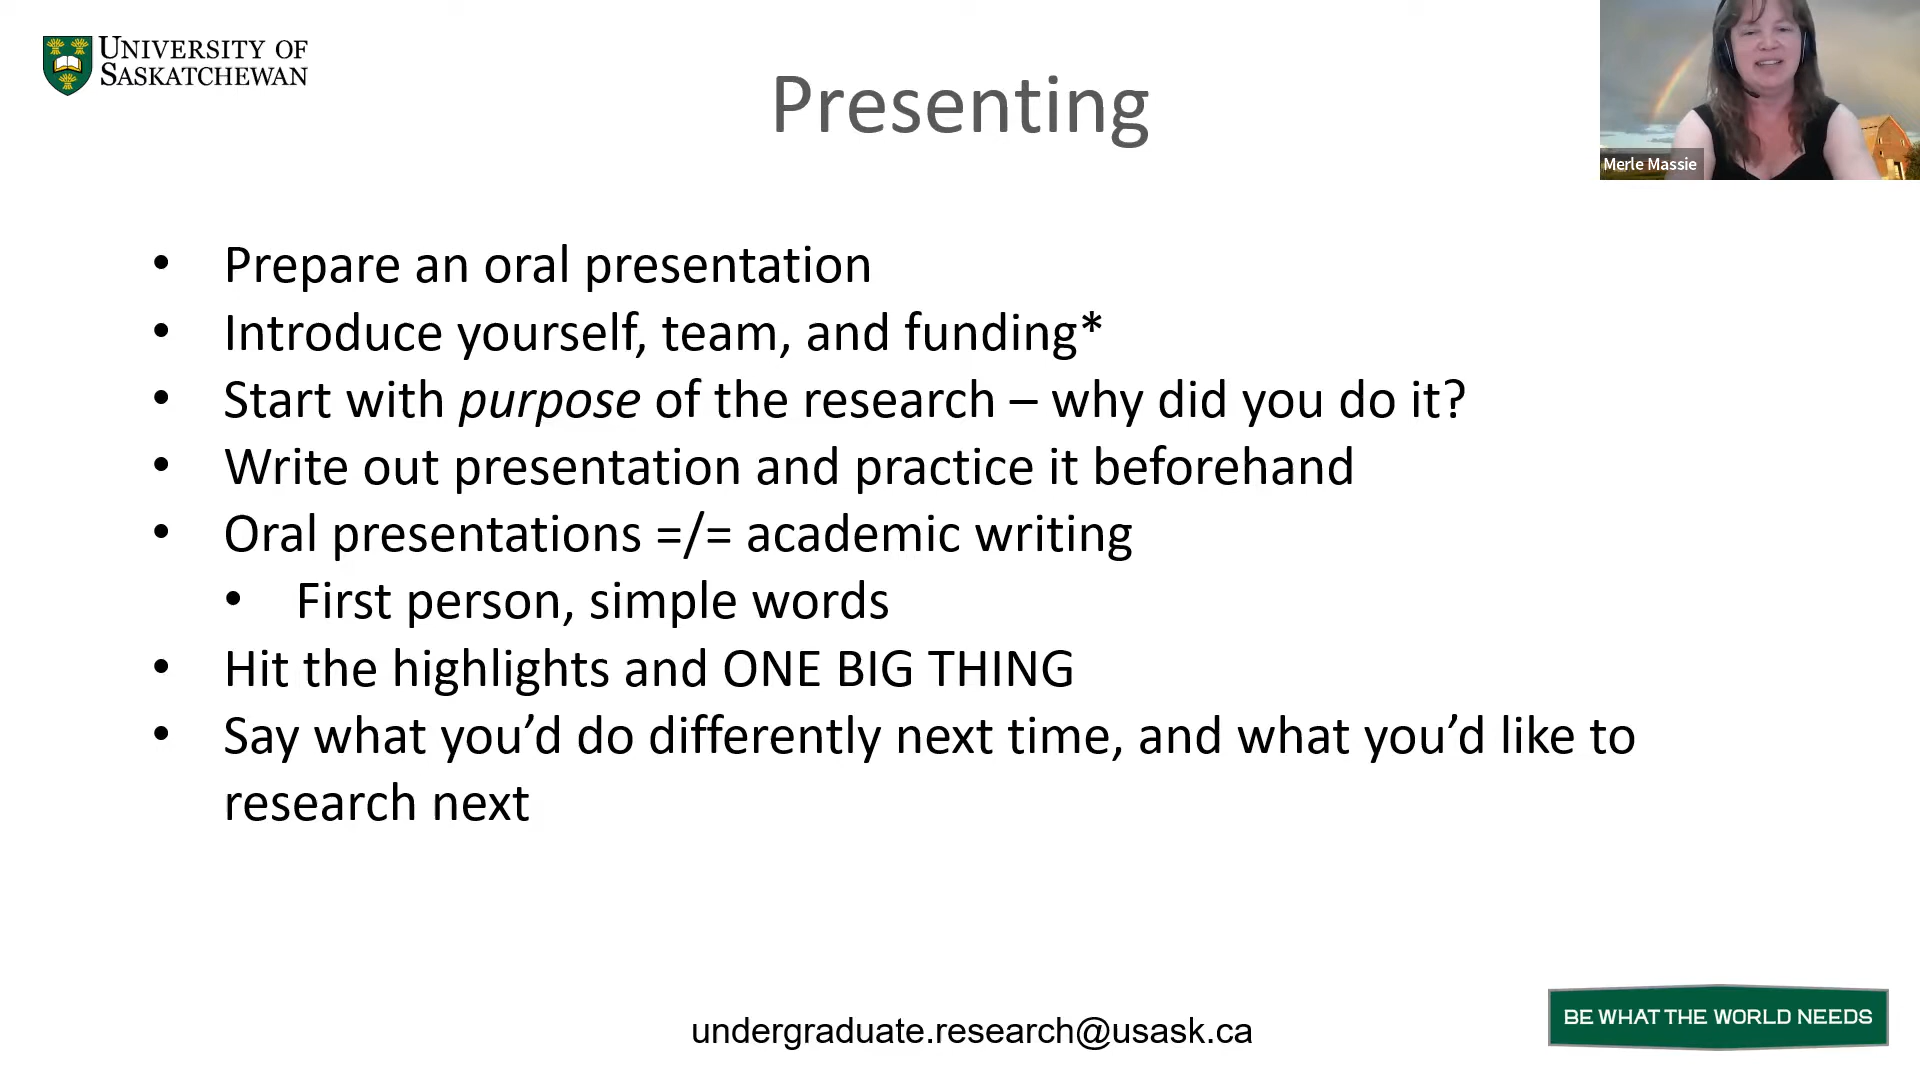 UNIVERSITY OF
SASKATCHEWAN
Presenting
Merle Massie
• Prepare an oral presentation
• Introduce yourself, team, and funding*
• Start with purpose of the research – why did you do it?
• Write out presentation and practice it beforehand
• Oral presentations =/= academic writing
• First person, simple words
• Hit the highlights and ONE BIG THING
• Say what you’d do differently next time, and what you’d like to
research next
undergraduate.research@usask.ca
BE WHAT THE WORLD NEEDS